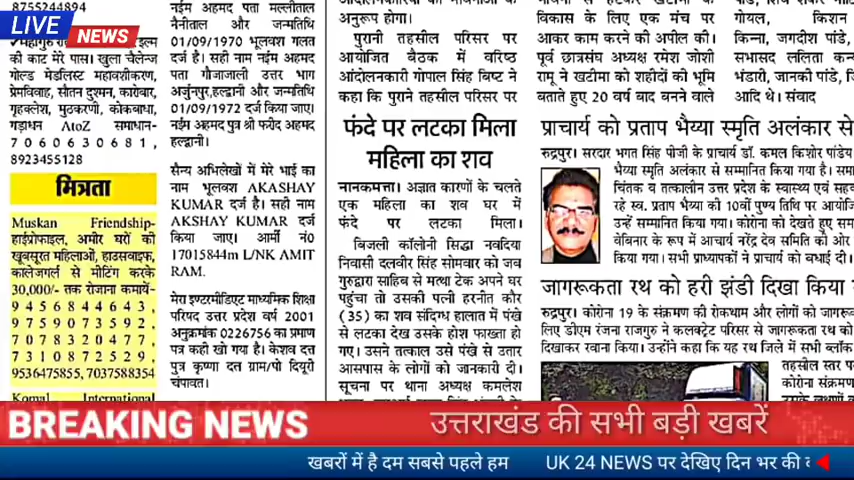 8755244894
LIVE
NEWS
की काट मेरे पास। खुला चैलेन्ज
गोल्ड मेडलिस्ट महावशीकरण,
प्रेमविवाह, सौतन दुश्मन, कारोबार,
गृहक्लेश, मुठकरणी, कोकबाधा,
गड़ाधन AtoZ समाधान-
7060630681,
8923455128
मित्रता
Muskan Friendship-
हाईप्रोफाइल, अमीर घरों की
खूबसूरत महिलाओं, हाउसवाइफ,
कालेजगर्ल से मीटिंग करके
30,000/- तक रोजाना कमायें-
9456844643,
9759073592,
7078320477,
7310872529,
9536475855, 7037588354
Komal International
नईम अहमद पता मल्लीताल
नैनीताल और जन्मतिथि
01/09/1970 भूलवश गलत
दर्ज है। सही नाम नईम अहमद
पता गौजाजाली उत्तर भाग
अर्जुनपुर,हल्द्वानी और जन्मतिथि
01/09/1972 दर्ज किया जाए।
नईम अहमद पुत्र श्री फरीद अहमद
हल्द्वानी।
सैन्य अभिलेखों में मेरे भाई का
नाम भूलवश AKASHAY
KUMAR दर्ज है। सही नाम
AKSHAY KUMAR दर्ज
किया जाए। आर्मी नं0
17015844m L/NK AMIT
RAM.
मेरा इण्टरमीडिएट माध्यमिक शिक्षा
परिषद उत्तर प्रदेश वर्ष 2001
अनुक्रमांक 0226756 का प्रमाण
पत्र कही खो गया है। केशव दत्त
पुत्र कृष्णा दत्त ग्राम/पो दियूरी
चंपावत।
अनुरूप होगा।
पुरानी तहसील परिसर पर
आयोजित बैठक में वरिष्ठ
आंदोलनकारी गोपाल सिंह बिष्ट ने
कहा कि पुराने तहसील परिसर पर
फंदे पर लटका मिला
महिला का शव
नानकमत्ता। अज्ञात कारणों के चलते
एक महिला का शव घर में
फंदे पर लटका मिला।
बिजली कॉलोनी सिद्धा नवदिया
निवासी दलवीर सिंह सोमवार को जब
गुरुद्वारा साहिब से मत्था टेक अपने घर
पहुंचा तो उसकी पत्नी हरनीत कौर
(35) का शव संदिग्ध हालात में पंखे
से लटका देख उसके होश फाख्ता हो
गए। उसने तत्काल उसे पंखे से उतार
आसपास के लोगों को जानकारी दी।
सूचना पर थाना अध्यक्ष कमलेश
विकास के लिए एक मंच पर
आकर काम करने की अपील की।
पूर्व छात्रसंघ अध्यक्ष रमेश जोशी
रामू ने खटीमा को शहीदों की भूमि
बताते हुए 20 वर्ष बाद बनने वाले
गोयल, किशन
किन्ना, जगदीश पांडे,
सभासद ललिता कन्
भंडारी, जानकी पांडे,
आदि थे। संवाद
प्राचार्य को प्रताप भैय्या स्मृति अलंकार से
रुद्रपुर। सरदार भगत सिंह पीजी के प्राचार्य डॉ. कमल किशोर पांडेय
भैय्या स्मृति अलंकार से सम्मानित किया गया है। समा
चिंतक व तत्कालीन उत्तर प्रदेश के स्वास्थ्य एवं सह
रहे स्व. प्रताप भैय्या की 10वीं पुण्य तिथि पर आयोजि
उन्हें सम्मानित किया गया। कोरोना को देखते हुए सम
वेबिनार के रूप में आचार्य नरेंद्र देव समिति की ओर
किया गया। सभी प्राध्यापकों ने प्राचार्य को बधाई दी।
जागरूकता रथ को हरी झंडी दिखा किया
रुद्रपुर। कोरोना 19 के संक्रमण की रोकथाम और लोगों को जागरू
लिए डीएम रंजना राजगुरु ने कलक्ट्रेट परिसर से जागरूकता रथ को
दिखाकर रवाना किया। उन्होंने कहा कि यह रथ जिले में सभी ब्लॉक
तहसील स्तर प
कोरोना संक्रमण
BREAKING NEWS
उत्तराखंड की सभी बड़ी खबरें
खबरों में है दम सबसे पहले हम UK 24 NEWS पर देखिए दिन भर की